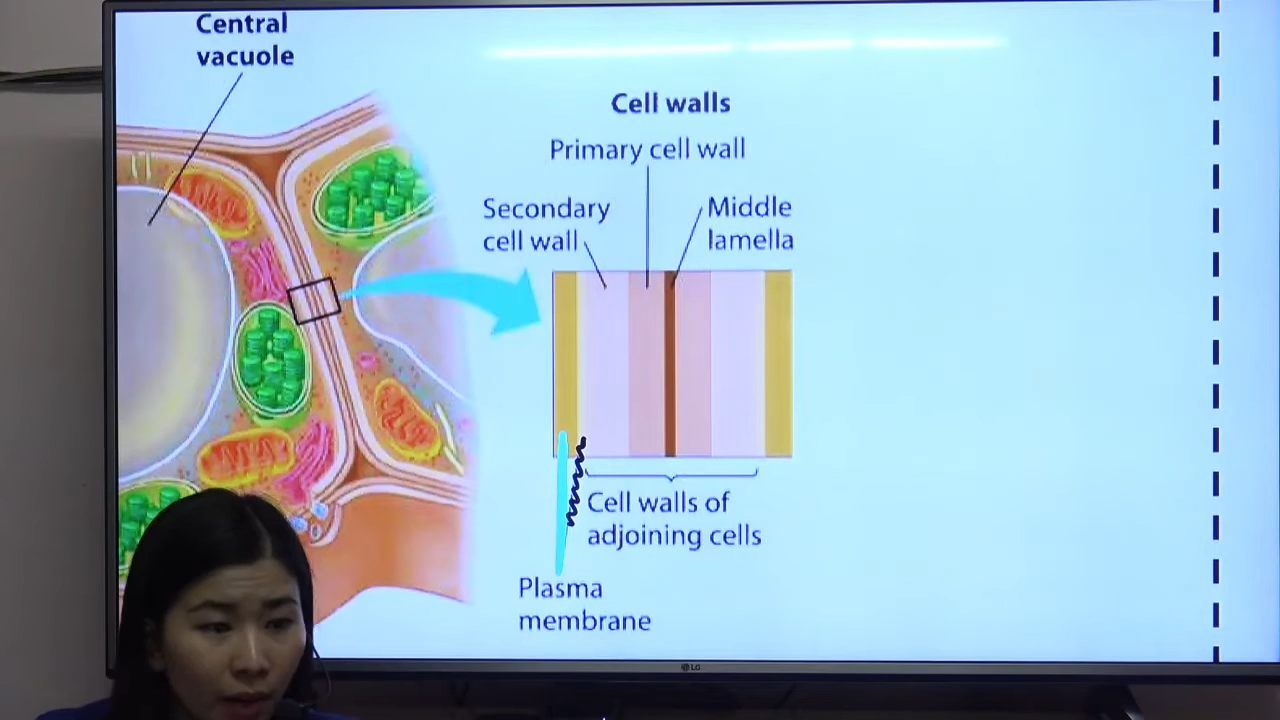 Central
vacuole
Cell walls
Primary cell wall
Secondary
cell wall
Middle
lamella
Cell walls of
adjoining cells
Plasma
membrane
LG